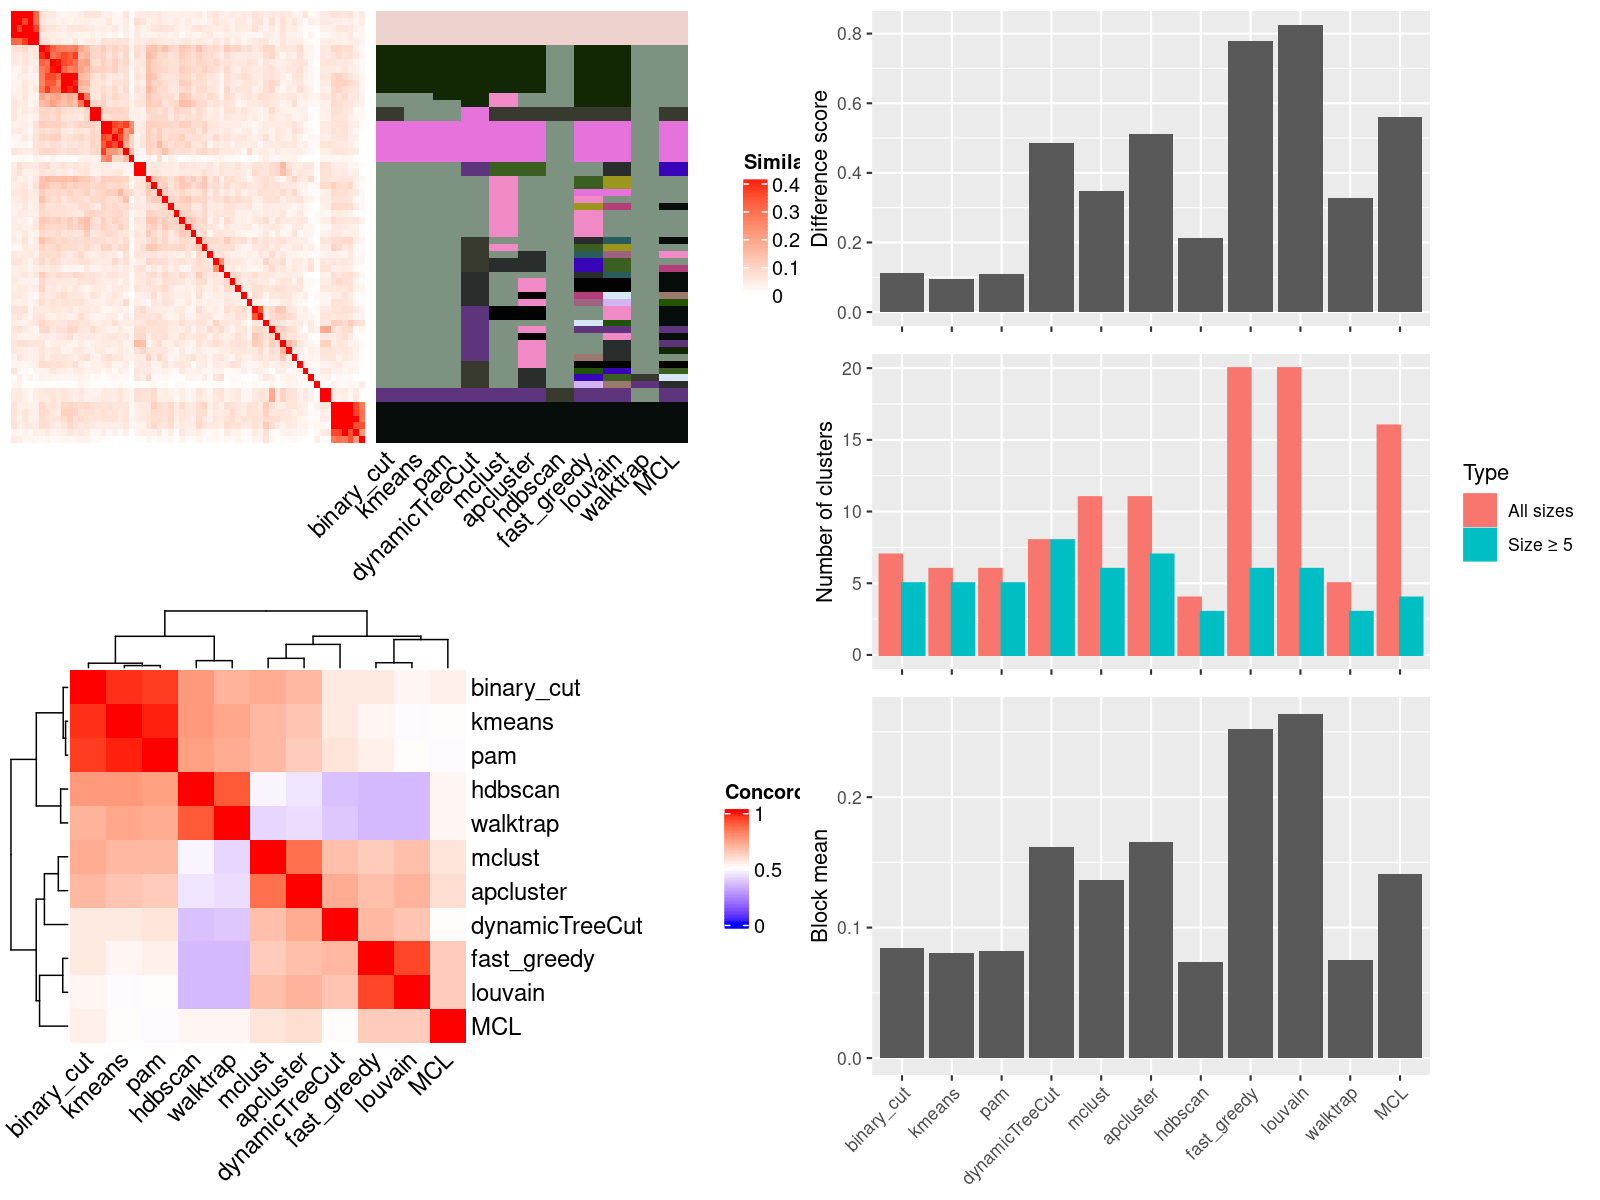 Simila
0.4
0.3
0.2
0.1
0
binary_cut
kmeans
pam
dynamicTreeCut
mclust
apcluster
hdbscan
fast_greedy
louvain
walktrap
MCL
binary_cut
kmeans
pam
hdbscan
walktrap
mclust
apcluster
dynamicTreeCut
fast_greedy
louvain
MCL
binary_cut
kmeans
pam
hdbscan
walktrap
mclust
apcluster
dynamicTreeCut
fast_greedy
louvain
MCL
Concord
1
0.5
0
Difference score
0.8
0.6
0.4
0.2
0.0
Number of clusters
20
15
10
5
0
Type
All sizes
Size ≥ 5
Block mean
0.2
0.1
0.0
binary_cut
kmeans
pam
dynamicTreeCut
mclust
apcluster
hdbscan
fast_greedy
louvain
walktrap
MCL